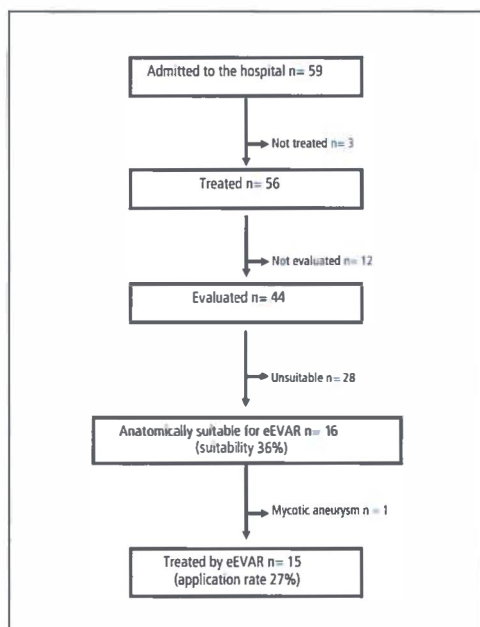 Admitted to the hospital n= 59
Not treated n= 3
Treated n= 56
Not evaluated n= 12
Evaluated n= 44
Unsuitable n= 28
Anatomically suitable for eEVAR n= 16
(suitability 36%)
Mycotic aneurysm n = 1
Treated by eEVAR n= 15
(application rate 27%)